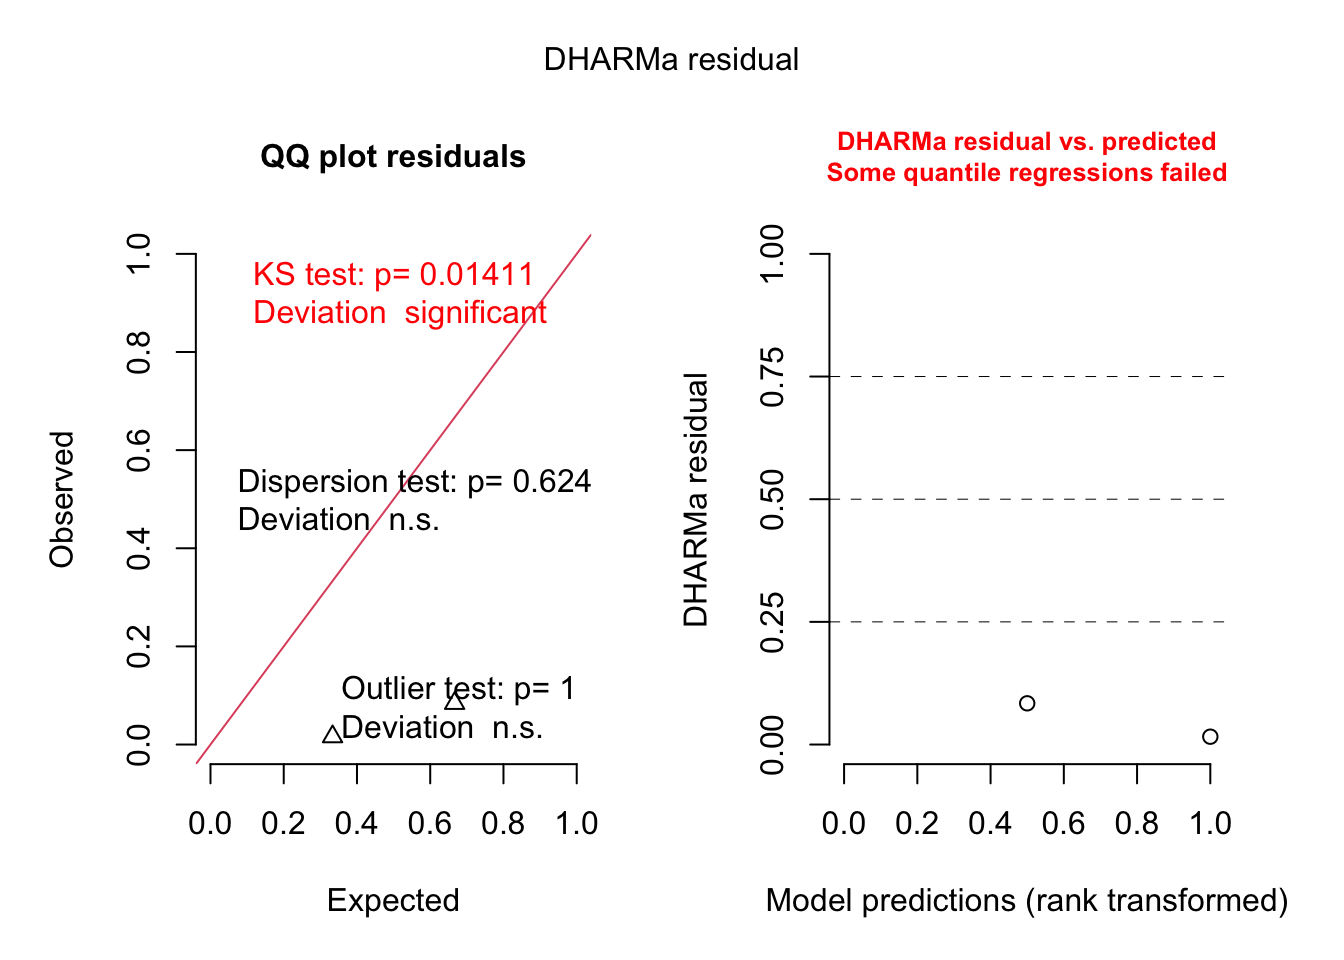 DHARMa residual
QQ plot residuals
KS test: p= 0.01411
Deviation  significant
Dispersion test: p= 0.624
Deviation  n.s.
Outlier test: p= 1
Deviation  n.s.
Observed
0.0 0.2 0.4 0.6 0.8 1.0
0.0 0.2 0.4 0.6 0.8 1.0
Expected
DHARMa residual vs. predicted
Some quantile regressions failed
DHARMa residual
0.00 0.25 0.50 0.75 1.00
0.0 0.2 0.4 0.6 0.8 1.0
Model predictions (rank transformed)